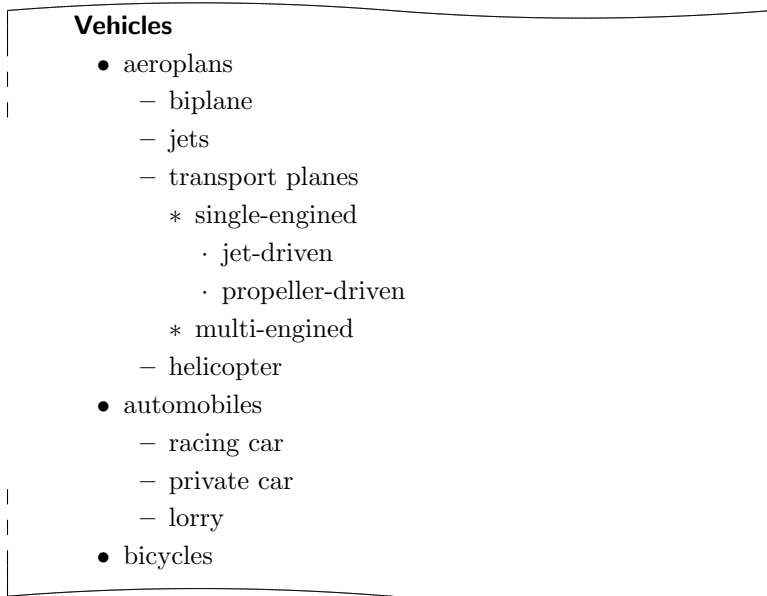 Vehicles
• aeroplans
– biplane
– jets
– transport planes
∗ single-engined
· jet-driven
· propeller-driven
∗ multi-engined
– helicopter
• automobiles
– racing car
– private car
– lorry
• bicycles